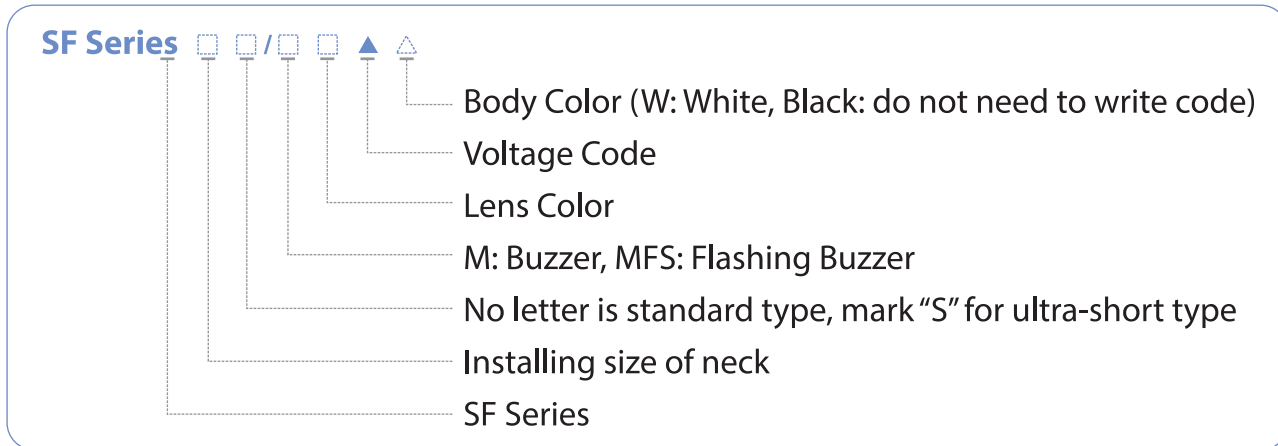 SF Series □ □/□ □ ▲ △
Body Color (W: White, Black: do not need to write code)
Voltage Code
Lens Color
M: Buzzer, MFS: Flashing Buzzer
No letter is standard type, mark “S” for ultra-short type
Installing size of neck
SF Series